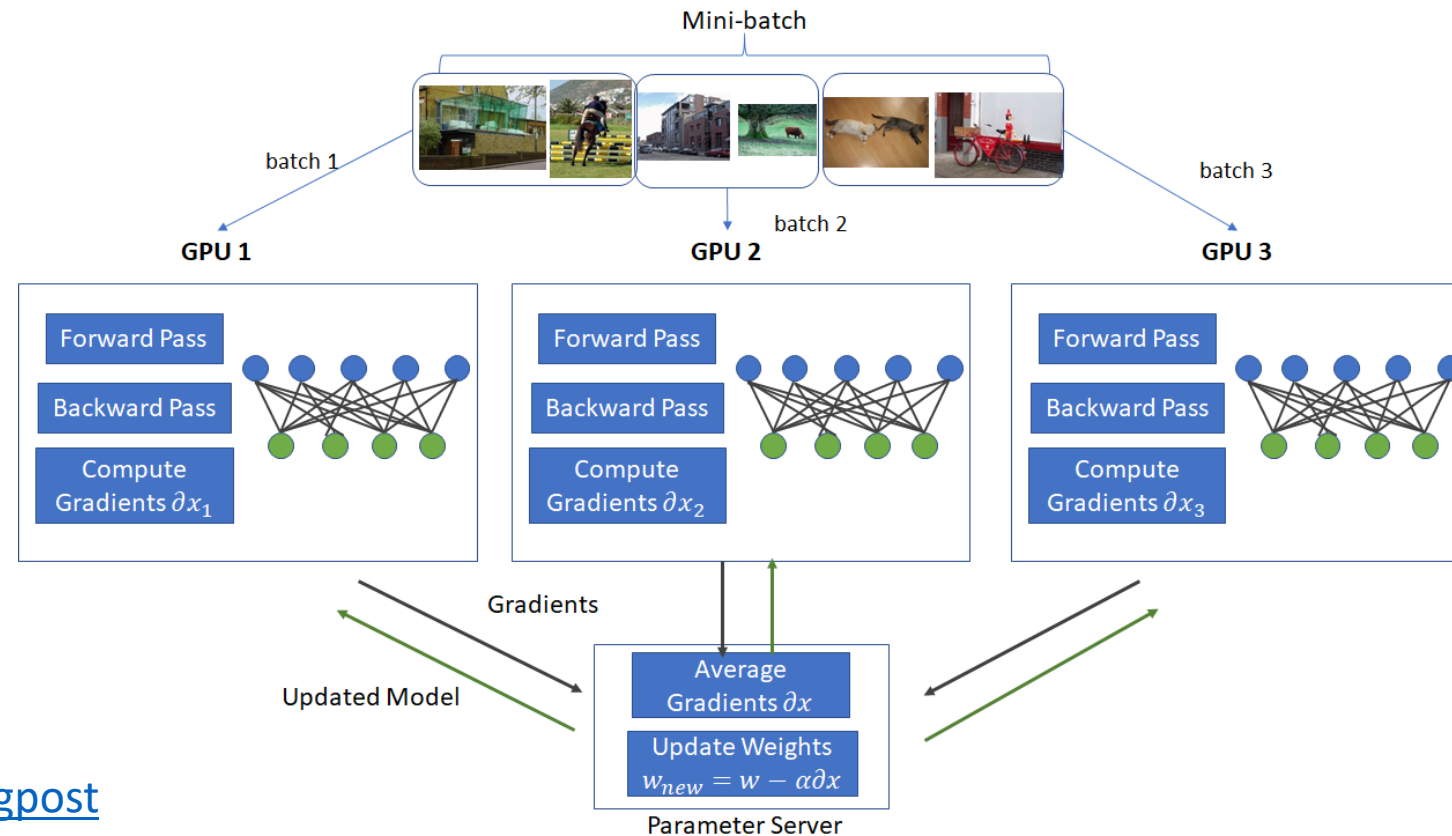 Mini-batch
batch 1
batch 2
batch 3
GPU 1
GPU 2
GPU 3
Forward Pass
Backward Pass
Compute
Gradients ∂x₁
Forward Pass
Backward Pass
Compute
Gradients ∂x₂
Forward Pass
Backward Pass
Compute
Gradients ∂x₃
Gradients
Updated Model
Average
Gradients ∂x
Update Weights
wₙₑw = w − α∂x
Parameter Server
gpost